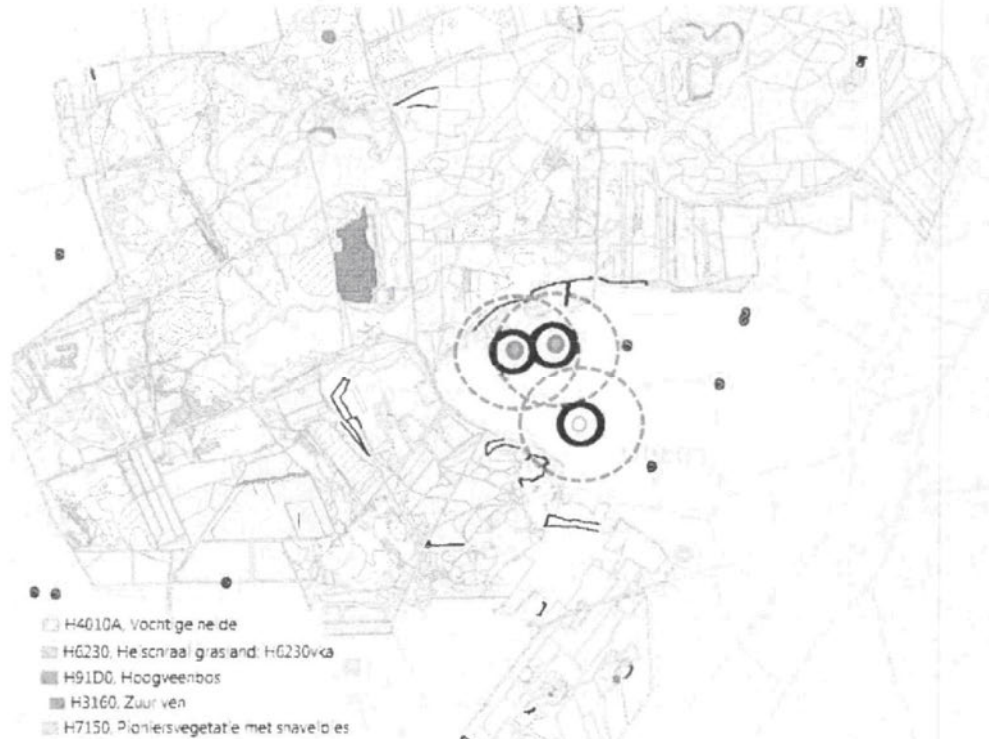 H4010A, Vochtige heide
H6230, Heischraal grasland: H6230vka
H91D0, Hoogveenbos
H3160, Zuur ven
H7150, Pioniersvegetatie met snavelbies